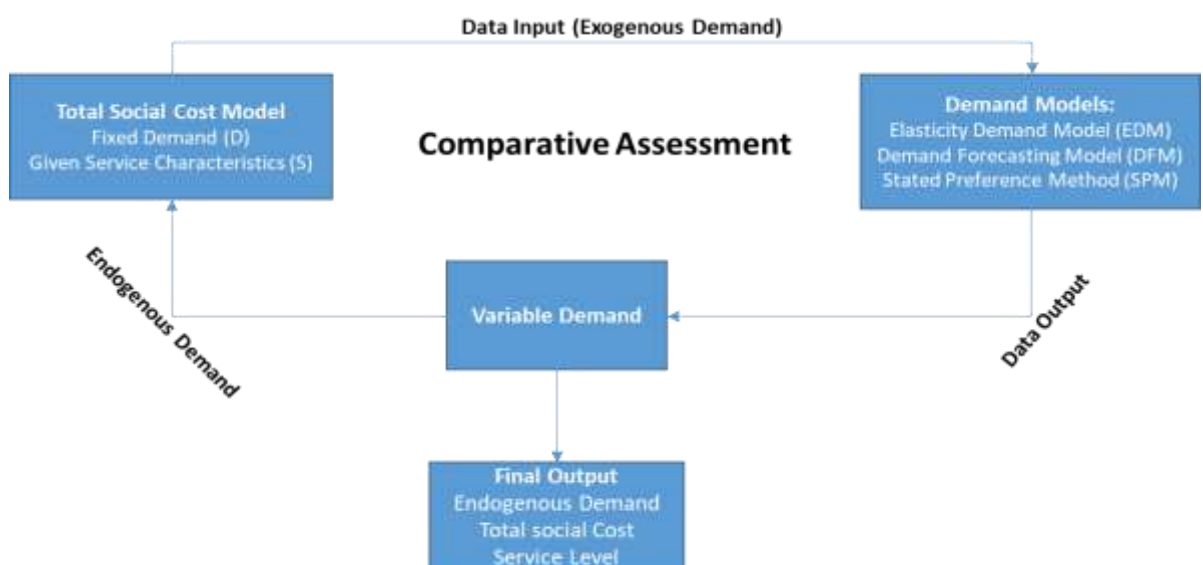 Data Input (Exogenous Demand)
Total Social Cost Model
Fixed Demand (D)
Given Service Characteristics (S)
Comparative Assessment
Demand Models:
Elasticity Demand Model (EDM)
Demand Forecasting Model (DFM)
Stated Preference Method (SPM)
Endogenous Demand
Variable Demand
Data Output
Final Output
Endogenous Demand
Total social Cost
Service Level